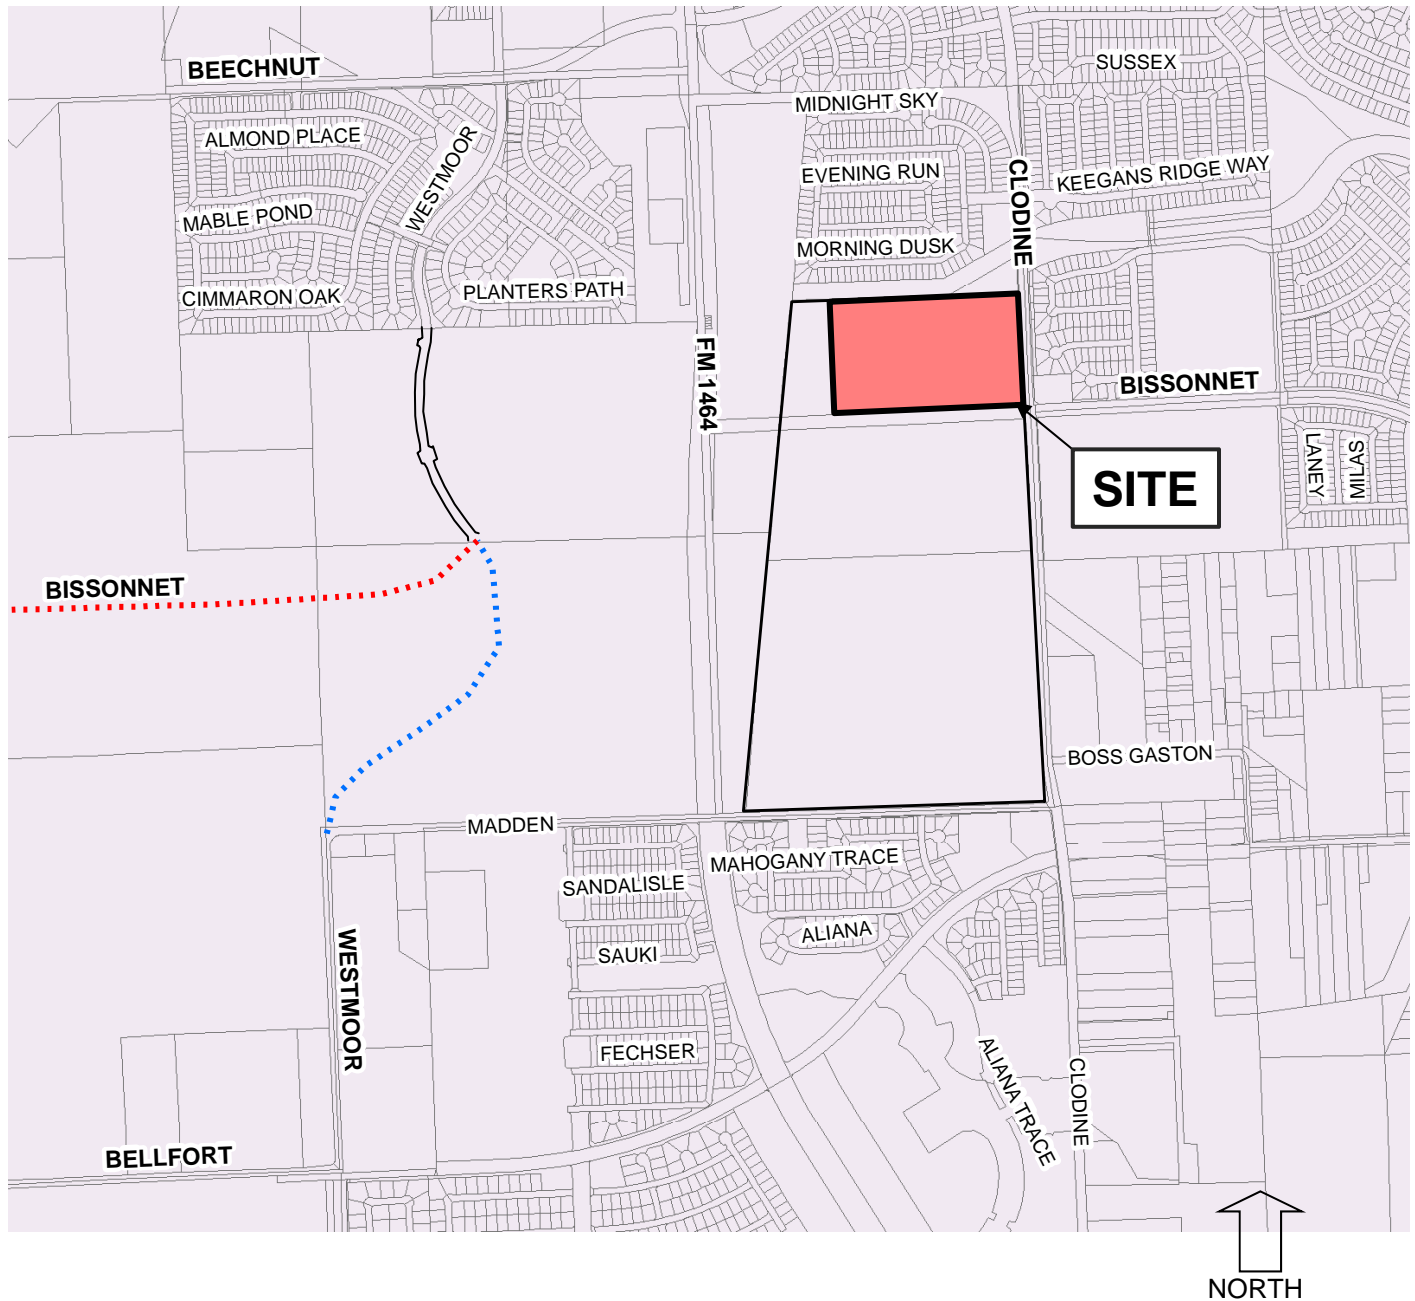 BEECHNUT
SUSSEX
MIDNIGHT SKY
ALMOND PLACE
WESTMOOR
EVENING RUN
CLODINE
KEEGANS RIDGE WAY
MABLE POND
MORNING DUSK
CIMMARON OAK
PLANTERS PATH
FM 1464
BISSONNET
LANEY
MILAS
SITE
BISSONNET
BOSS GASTON
MADDEN
MAHOGANY TRACE
SANDALISLE
ALIANA
SAUKI
WESTMOOR
FECHSER
ALIANA TRACE
CLODINE
BELLFORT
NORTH